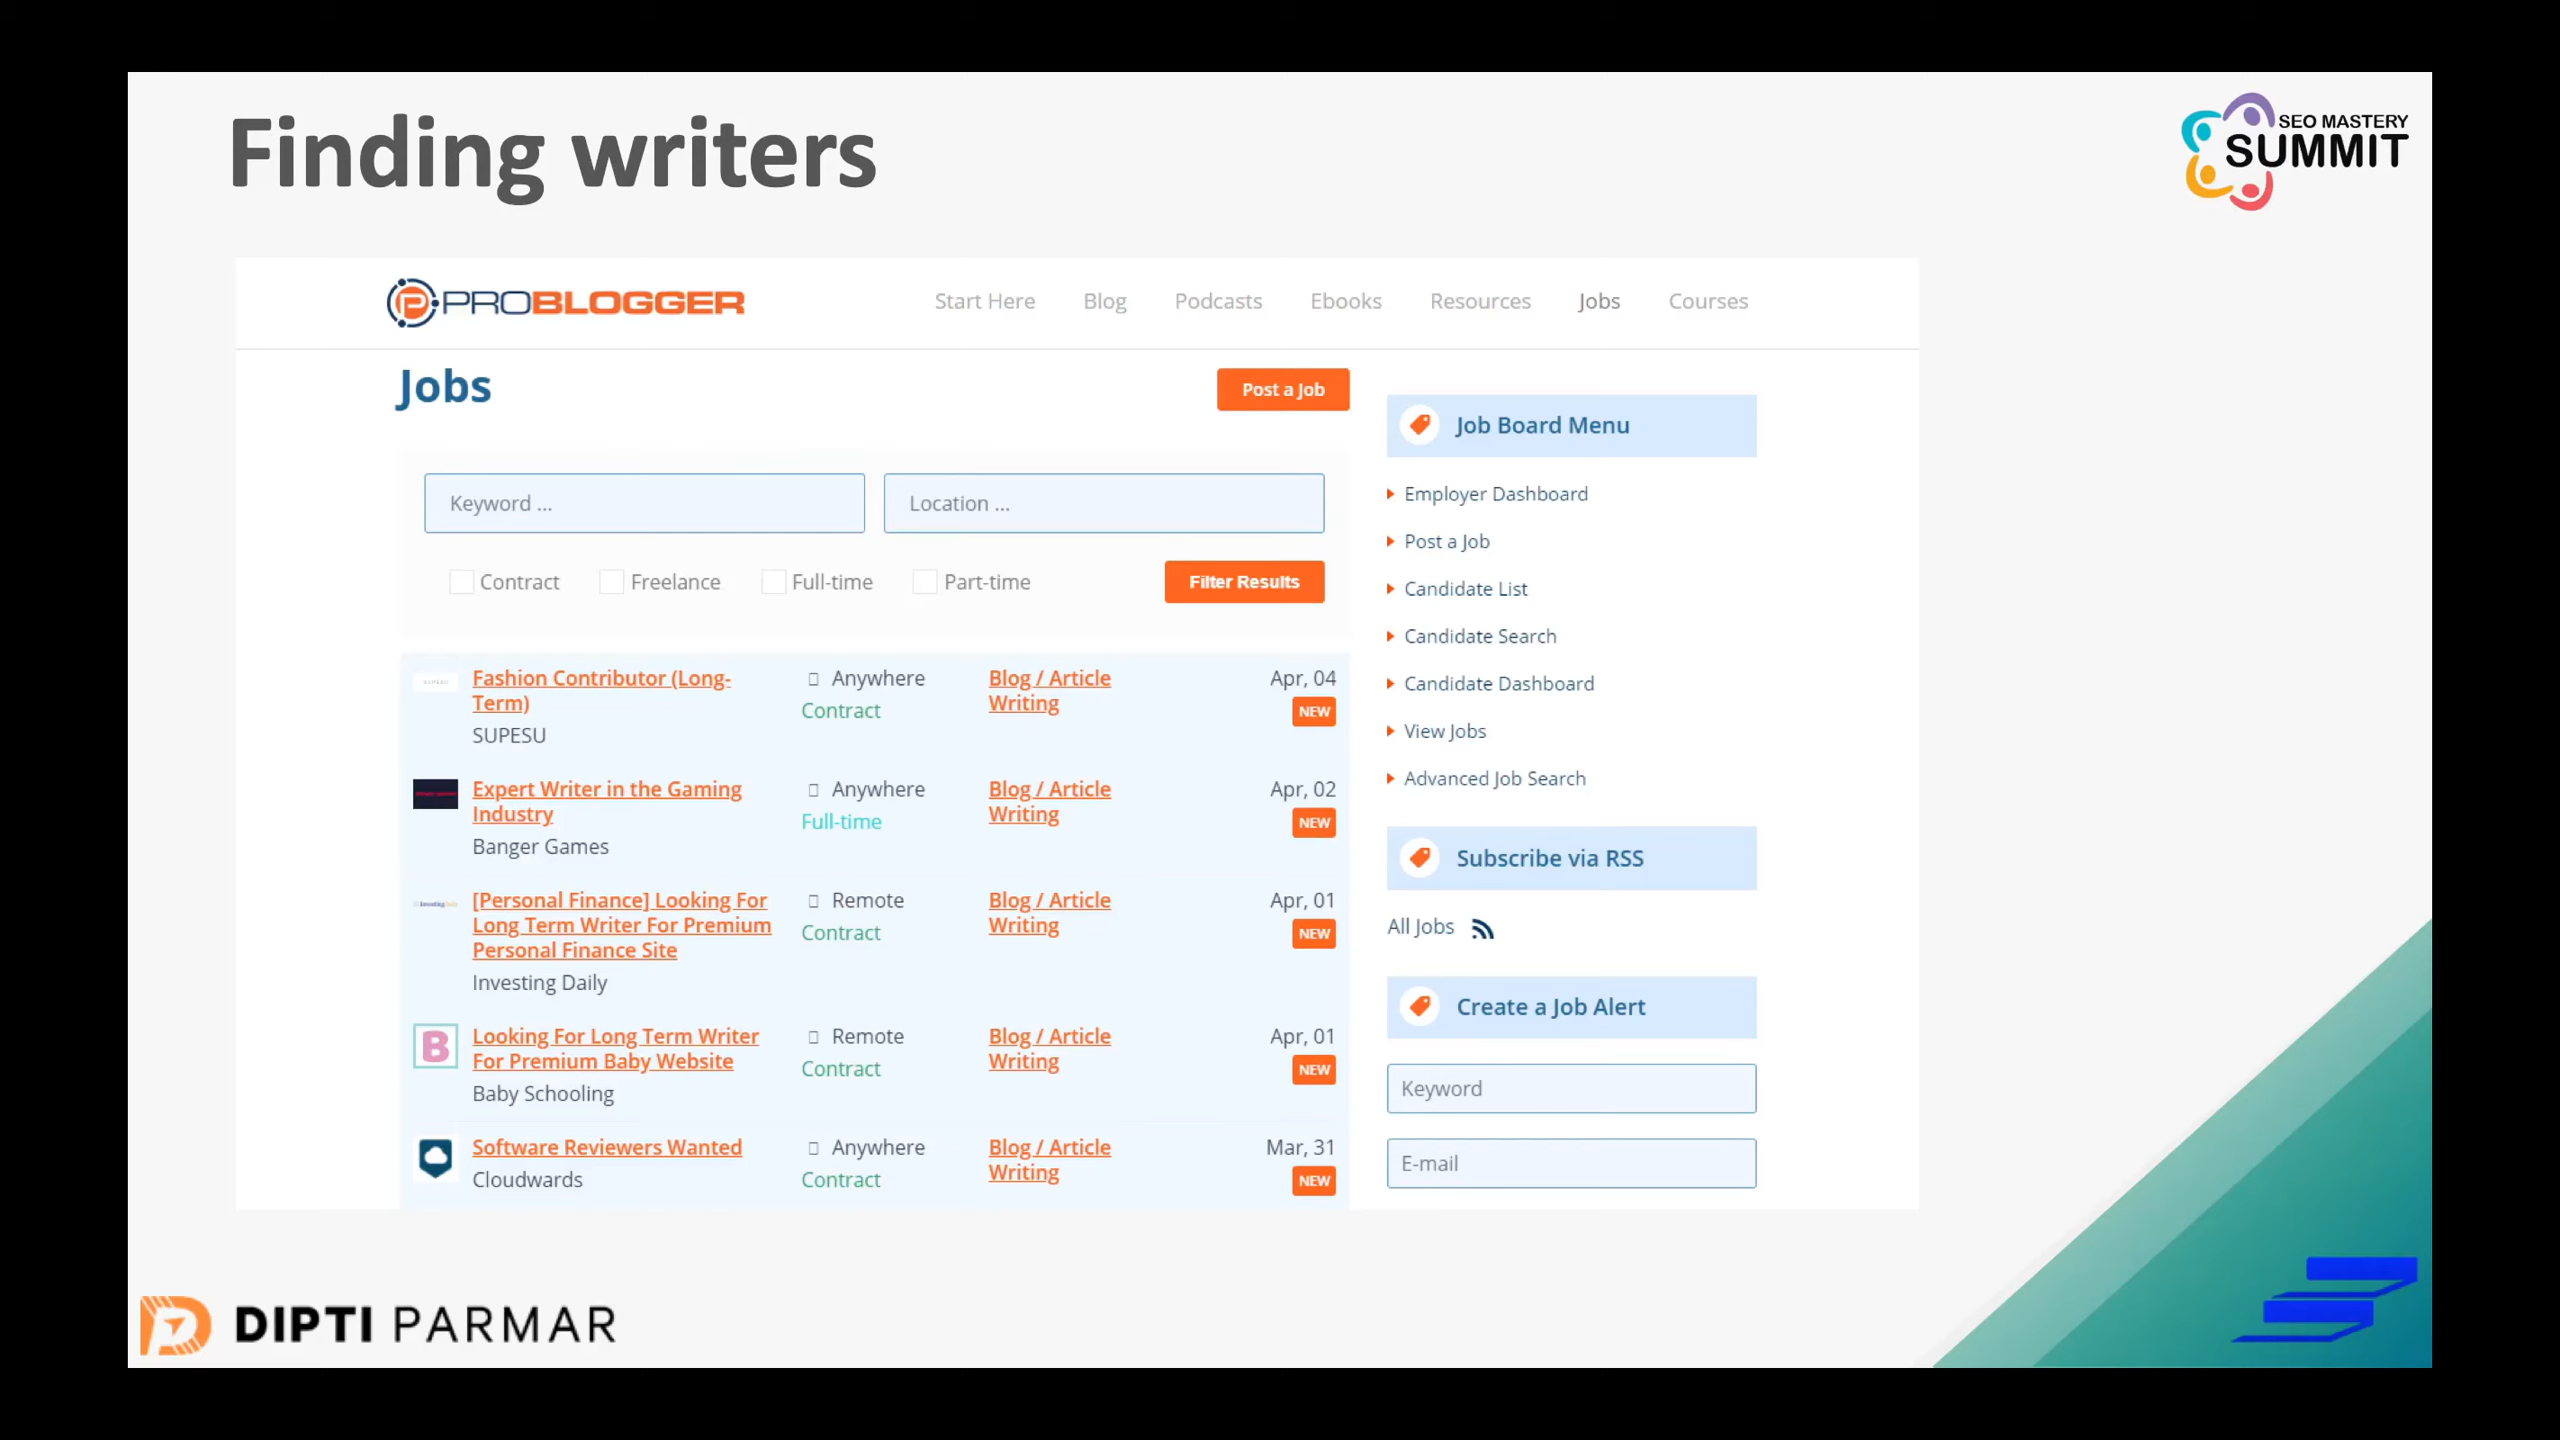 Finding writers
SEO MASTERY
SUMMIT
PROBLOGGER
Start Here Blog Podcasts Ebooks Resources Jobs Courses
Jobs
Post a Job
Keyword ...
Location ...
Contract Freelance Full-time Part-time
Filter Results
Fashion Contributor (Long-
Term)
SUPESU
Anywhere
Contract
Blog / Article
Writing
Apr, 04
NEW
Expert Writer in the Gaming
Industry
Banger Games
Anywhere
Full-time
Blog / Article
Writing
Apr, 02
NEW
[Personal Finance] Looking For
Long Term Writer For Premium
Personal Finance Site
Investing Daily
Remote
Contract
Blog / Article
Writing
Apr, 01
NEW
B
Looking For Long Term Writer
For Premium Baby Website
Baby Schooling
Remote
Contract
Blog / Article
Writing
Apr, 01
NEW
Software Reviewers Wanted
Cloudwards
Anywhere
Contract
Blog / Article
Writing
Mar, 31
NEW
Job Board Menu
Employer Dashboard
Post a Job
Candidate List
Candidate Search
Candidate Dashboard
View Jobs
Advanced Job Search
Subscribe via RSS
All Jobs
Create a Job Alert
Keyword
E-mail
DIPTI PARMAR